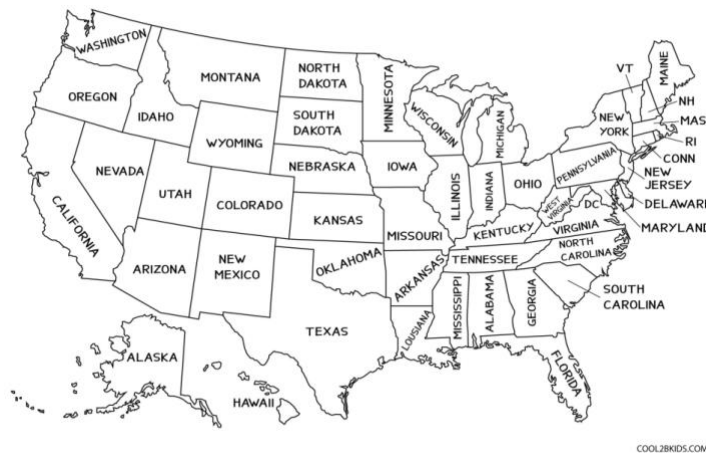 WASHINGTON
OREGON
CALIFORNIA
IDAHO
NEVADA
MONTANA
WYOMING
UTAH
COLORADO
ARIZONA
NEW
MEXICO
NORTH
DAKOTA
SOUTH
DAKOTA
NEBRASKA
KANSAS
OKLAHOMA
TEXAS
MINNESOTA
IOWA
MISSOURI
ARKANSAS
LOUSIANA
WISCONSIN
ILLINOIS
MICHIGAN
INDIANA
OHIO
KENTUCKY
TENNESSEE
MISSISSIPPI
ALABAMA
GEORGIA
FLORIDA
SOUTH
CAROLINA
NORTH
CAROLINA
VIRGINIA
WEST
VIRGINIA
DC
PENNSYLVANIA
NEW
YORK
VT
MAINE
NH
MAS
RI
CONN
NEW
JERSEY
DELAWARE
MARYLAND
ALASKA
HAWAII
COOL2BKIDS.COM